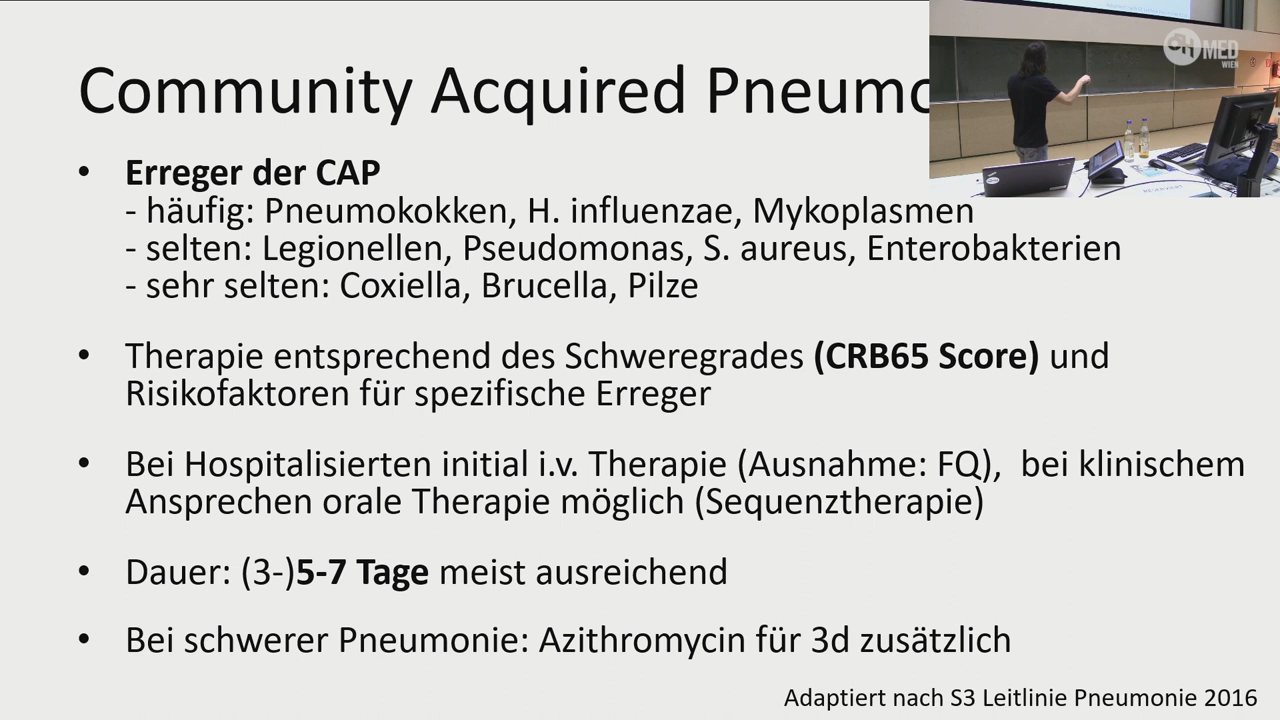 Community Acquired Pneumo
• Erreger der CAP
- häufig: Pneumokokken, H. influenzae, Mykoplasmen
- selten: Legionellen, Pseudomonas, S. aureus, Enterobakterien
- sehr selten: Coxiella, Brucella, Pilze
• Therapie entsprechend des Schweregrades (CRB65 Score) und
Risikofaktoren für spezifische Erreger
• Bei Hospitalisierten initial i.v. Therapie (Ausnahme: FQ), bei klinischem
Ansprechen orale Therapie möglich (Sequenztherapie)
• Dauer: (3-)5-7 Tage meist ausreichend
• Bei schwerer Pneumonie: Azithromycin für 3d zusätzlich
Adaptiert nach S3 Leitlinie Pneumonie 2016
öH MED
WIEN